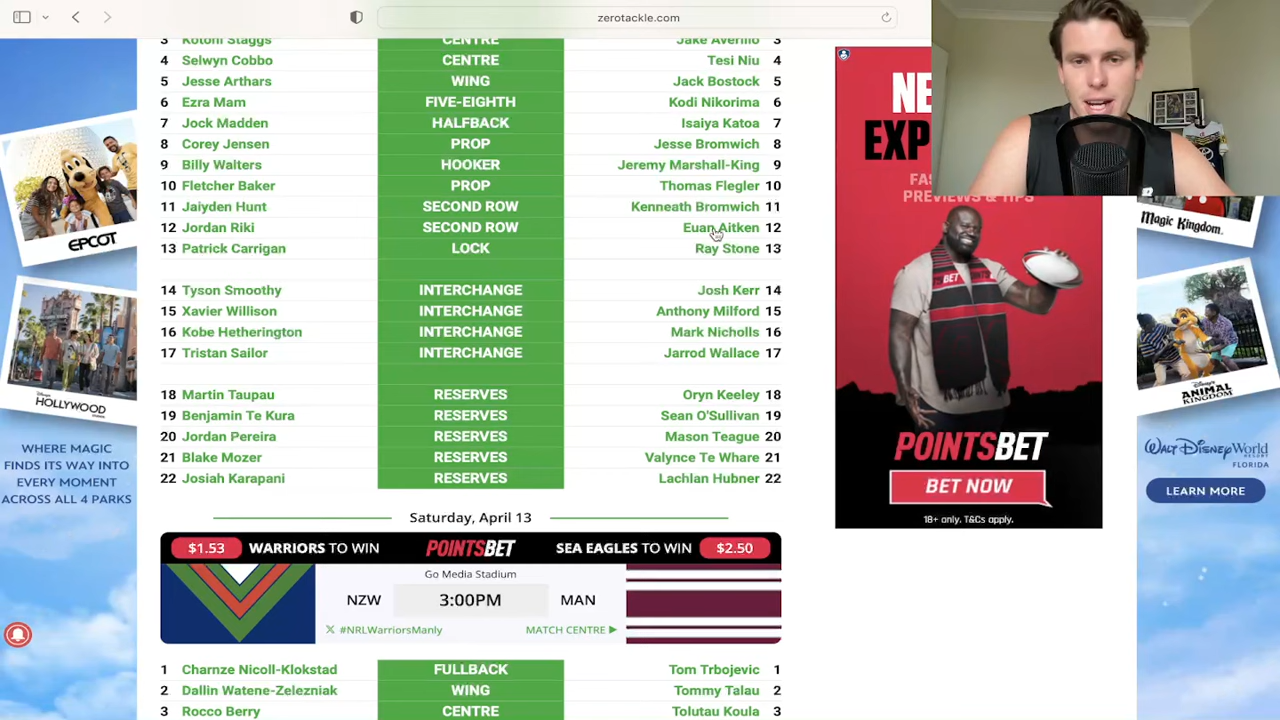 zerotackle.com
3 Kotoni Staggs CENTRE Jake Averillo 3
4 Selwyn Cobbo CENTRE Tesi Niu 4
5 Jesse Arthars WING Jack Bostock 5
6 Ezra Mam FIVE-EIGHTH Kodi Nikorima 6
7 Jock Madden HALFBACK Isaiya Katoa 7
8 Corey Jensen PROP Jesse Bromwich 8
9 Billy Walters HOOKER Jeremy Marshall-King 9
10 Fletcher Baker PROP Thomas Flegler 10
11 Jaiyden Hunt SECOND ROW Kenneath Bromwich 11
12 Jordan Riki SECOND ROW Euan Aitken 12
13 Patrick Carrigan LOCK Ray Stone 13
14 Tyson Smoothy INTERCHANGE Josh Kerr 14
15 Xavier Willison INTERCHANGE Anthony Milford 15
16 Kobe Hetherington INTERCHANGE Mark Nicholls 16
17 Tristan Sailor INTERCHANGE Jarrod Wallace 17
18 Martin Taupau RESERVES Oryn Keeley 18
19 Benjamin Te Kura RESERVES Sean O'Sullivan 19
20 Jordan Pereira RESERVES Mason Teague 20
21 Blake Mozer RESERVES Valynce Te Whare 21
22 Josiah Karapani RESERVES Lachlan Hubner 22
Saturday, April 13
$1.53 WARRIORS TO WIN POINTSBET SEA EAGLES TO WIN $2.50
Go Media Stadium
NZW 3:00PM MAN
#NRLWarriorsManly MATCH CENTRE
1 Charnze Nicoll-Klokstad FULLBACK Tom Trbojevic 1
2 Dallin Watene-Zelezniak WING Tommy Talau 2
3 Rocco Berry CENTRE Tolutau Koula 3
EPCOT
Disney
HOLLYWOOD
STUDIOS
WHERE MAGIC
FINDS ITS WAY INTO
EVERY MOMENT
ACROSS ALL 4 PARKS
NE
EXP
PREVIEWS & TIPS
BET
POINTSBET
BET NOW
18+ only. T&Cs apply.
Magic Kingdom
Disney's
ANIMAL
KINGDOM
Walt Disney World
RESORT
FLORIDA
LEARN MORE